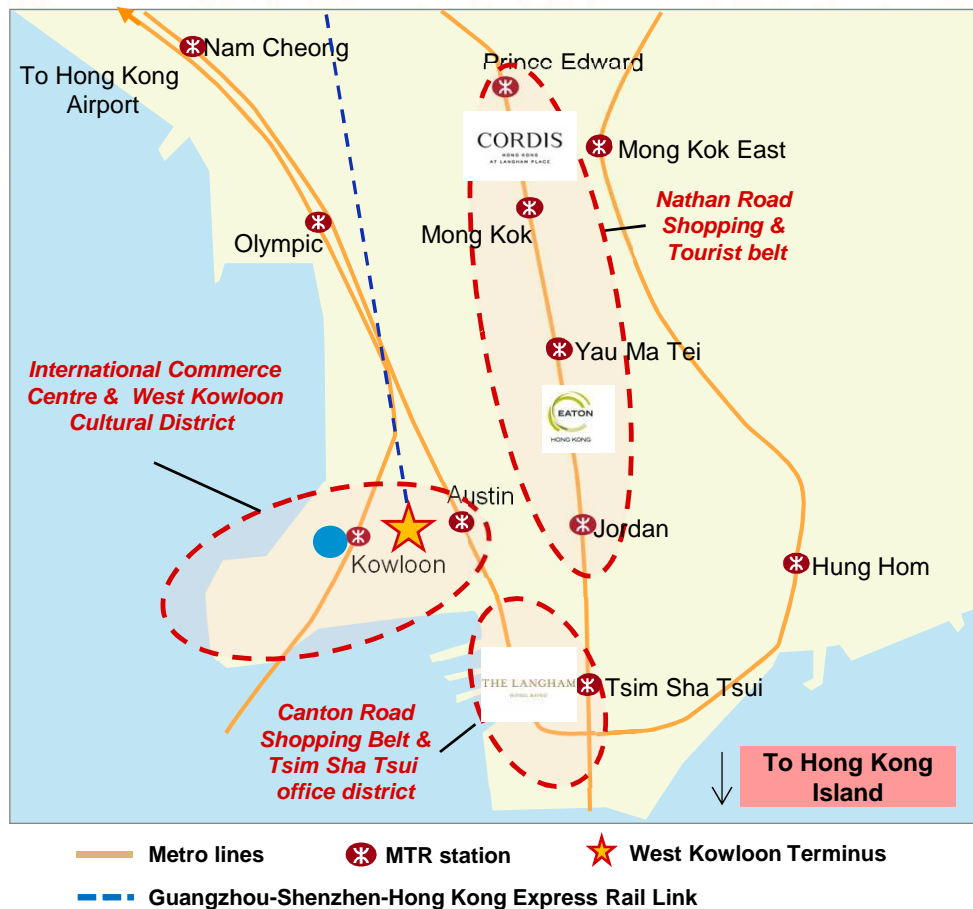 Nam Cheong
To Hong Kong
Airport
Prince Edward
CORDIS
HONG KONG
AT LANGHAM PLACE
Mong Kok East
Nathan Road
Shopping &
Tourist belt
Mong Kok
Olympic
Yau Ma Tei
International Commerce
Centre & West Kowloon
Cultural District
EATON
HONG KONG
Austin
Jordan
Kowloon
Hung Hom
THE LANGHAM
Tsim Sha Tsui
Canton Road
Shopping Belt &
Tsim Sha Tsui
office district
To Hong Kong
Island
Metro lines
MTR station
West Kowloon Terminus
Guangzhou-Shenzhen-Hong Kong Express Rail Link